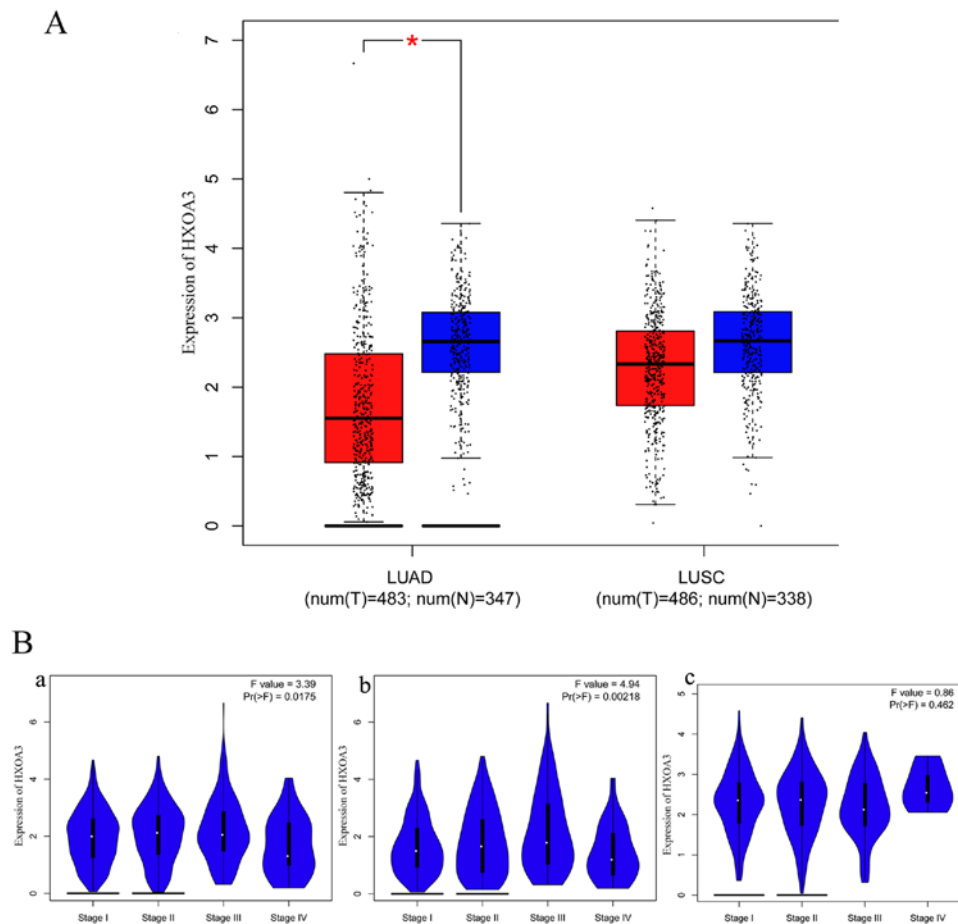 A
Expression of HXOA3
7
6
5
4
3
2
1
0
*
LUAD
(num(T)=483; num(N)=347)
LUSC
(num(T)=486; num(N)=338)
B
a
F value = 3.39
Pr(>F) = 0.0175
Expression of HXOA3
6
4
2
0
Stage I Stage II Stage III Stage IV
b
F value = 4.94
Pr(>F) = 0.00218
Expression of HXOA3
6
4
2
0
Stage I Stage II Stage III Stage IV
c
F value = 0.86
Pr(>F) = 0.462
Expression of HXOA3
5
4
3
2
1
0
Stage I Stage II Stage III Stage IV